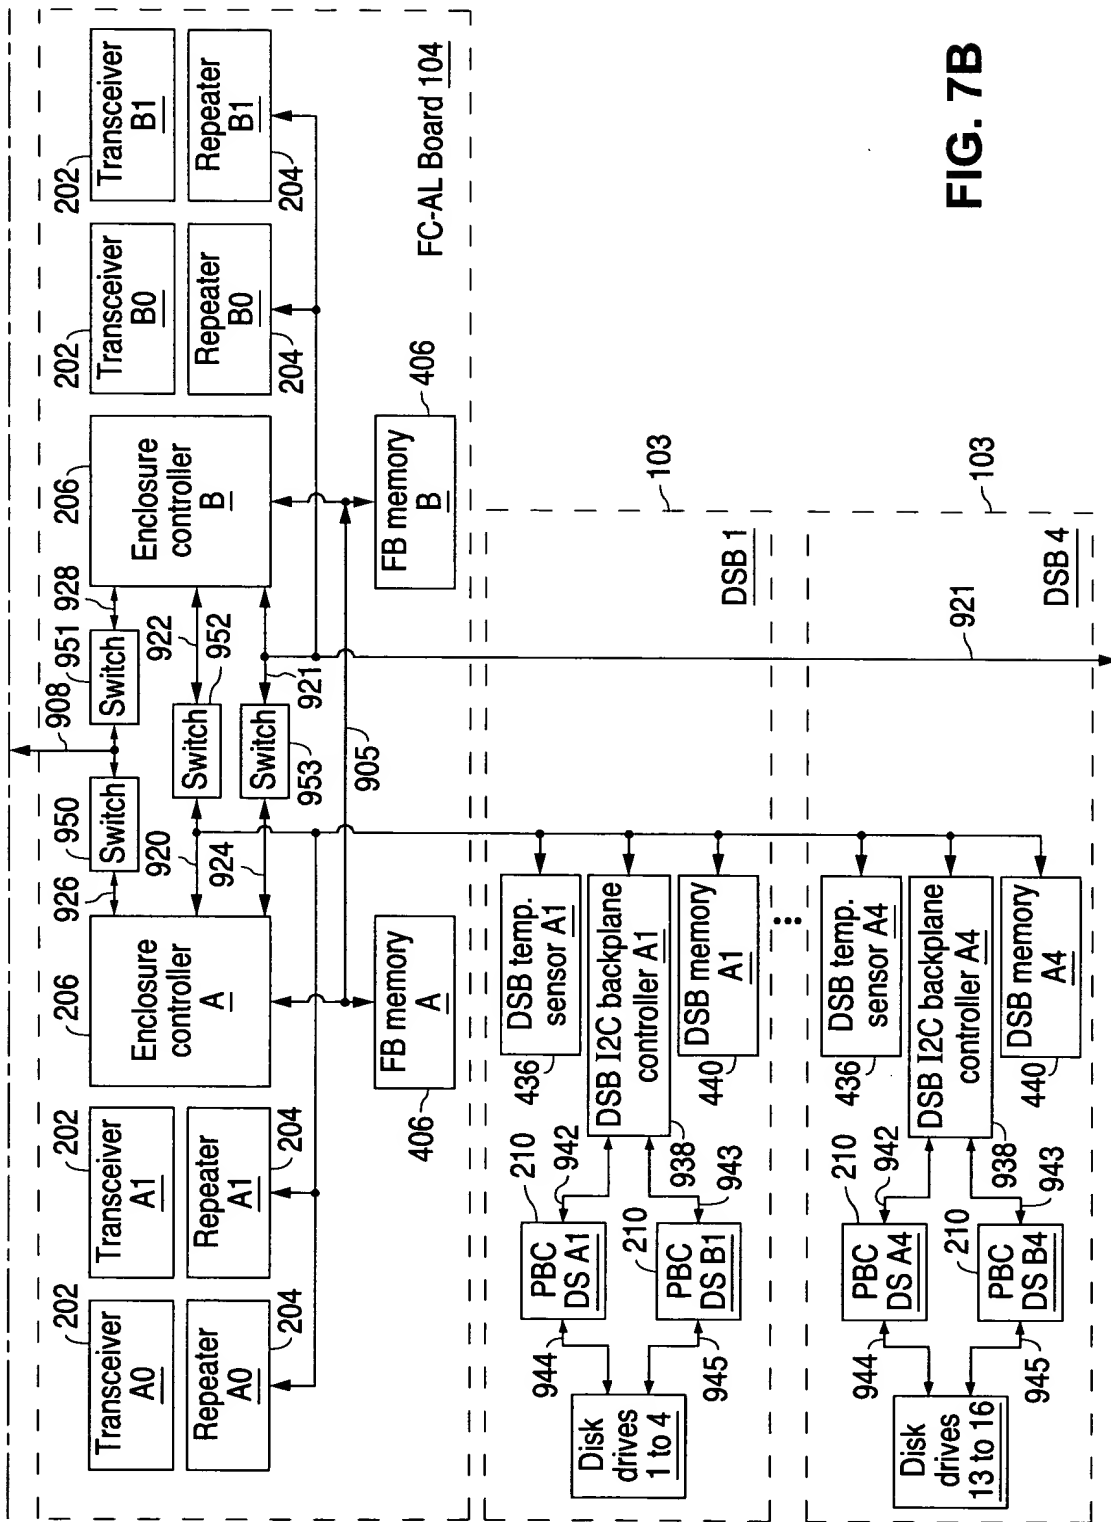 202
Transceiver
A0
202
Transceiver
A1
206
Enclosure
controller
A
926
950
Switch
908
Switch
951
928
206
Enclosure
controller
B
202
Transceiver
B0
202
Transceiver
B1
Repeater
A0
204
Repeater
A1
204
920
924
Switch
922
952
Switch
953
921
Repeater
B0
204
Repeater
B1
204
905
FB memory
A
406
FB memory
B
406
FC-AL Board 104
103
DSB 1
DSB temp.
sensor A1
436
DSB I2C backplane
controller A1
938
DSB memory
A1
440
210
942
PBC
DS A1
943
210
PBC
DS B1
944
945
Disk
drives
1 to 4
103
DSB 4
921
DSB temp.
sensor A4
436
DSB I2C backplane
controller A4
938
DSB memory
A4
440
210
942
PBC
DS A4
943
210
PBC
DS B4
944
945
Disk
drives
13 to 16
FIG. 7B